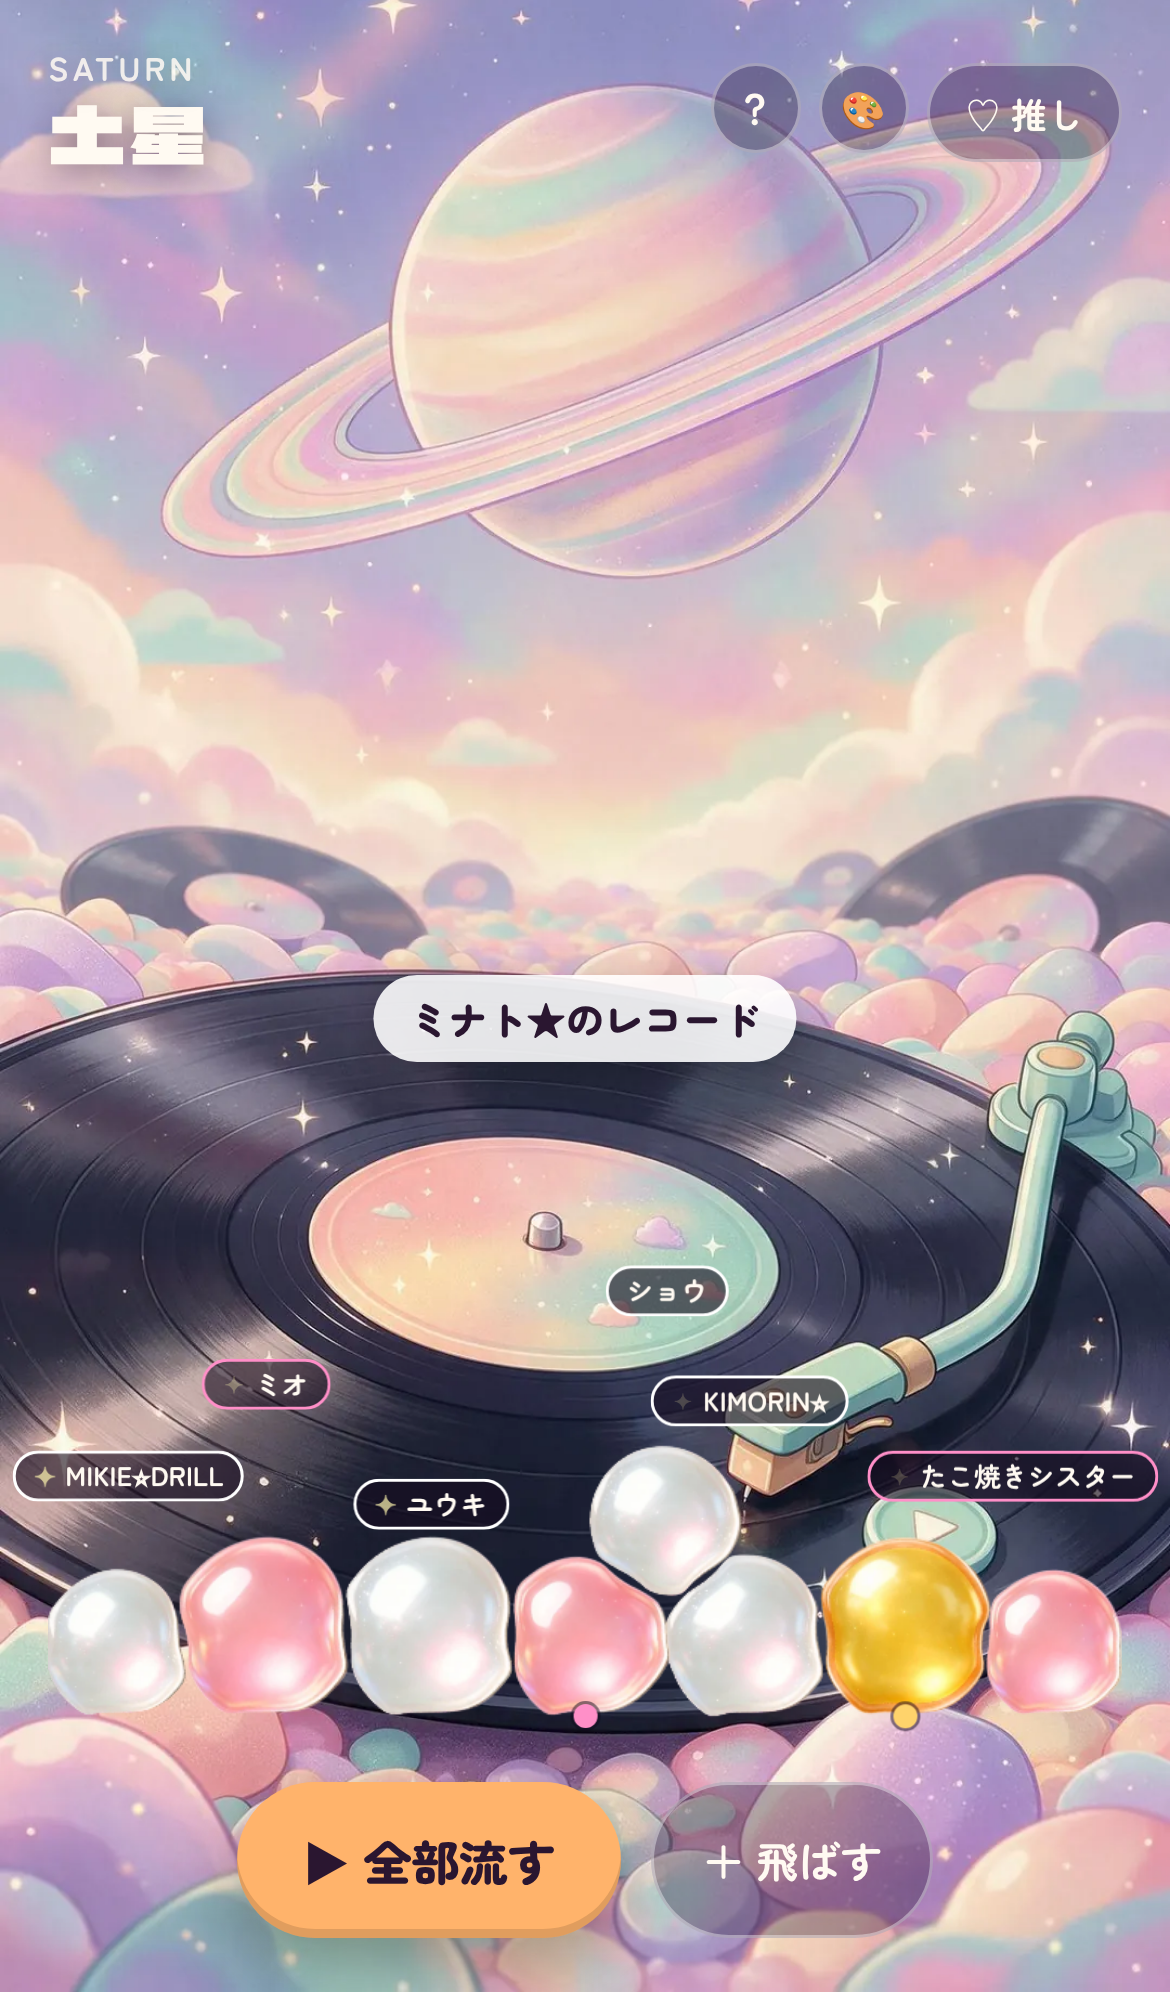 SATURN
土星
?
♡ 推し
ミナト★のレコード
ショウ
✦ ミオ
✦ KIMORIN★
✦ MIKIE★DRILL
✦ たこ焼きシスター
✦ ユウキ
▶ 全部流す
＋ 飛ばす